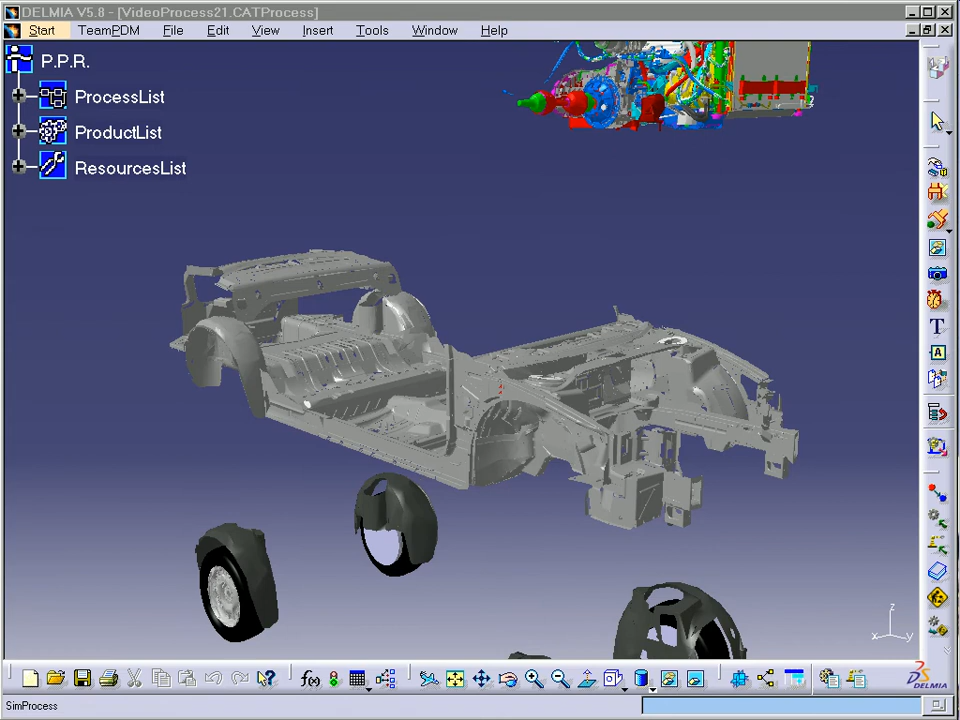 DELMIA V5.8 - [VideoProcess21.CATProcess]
Start TeamPDM File Edit View Insert Tools Window Help
P.P.R.
ProcessList
ProductList
ResourcesList
T
A
z
x y
f(x)
DELMIA
SimProcess